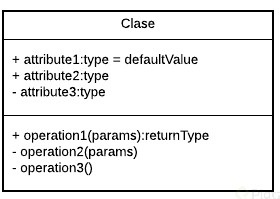 Clase
+ attribute1:type = defaultValue
+ attribute2:type
- attribute3:type
+ operation1(params):returnType
- operation2(params)
- operation3()